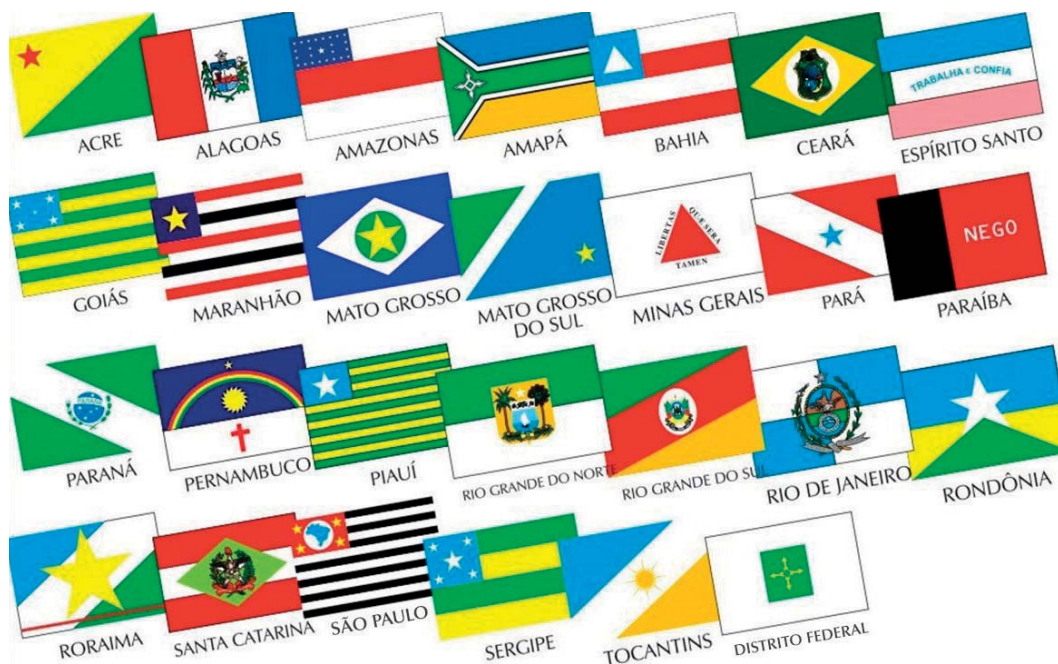 ACRE
ALAGOAS
AMAZONAS
AMAPÁ
BAHIA
CEARÁ
TRABALHA E CONFIA
ESPÍRITO SANTO
GOIÁS
MARANHÃO
MATO GROSSO
MATO GROSSO
DO SUL
LIBERTAS
QUÆ SERA
TAMEN
MINAS GERAIS
PARÁ
NEGO
PARAÍBA
PARANÁ
PERNAMBUCO
PIAUÍ
RIO GRANDE DO NORTE
RIO GRANDE DO SUL
RIO DE JANEIRO
RONDÔNIA
RORAIMA
SANTA CATARINA
SÃO PAULO
SERGIPE
TOCANTINS
DISTRITO FEDERAL